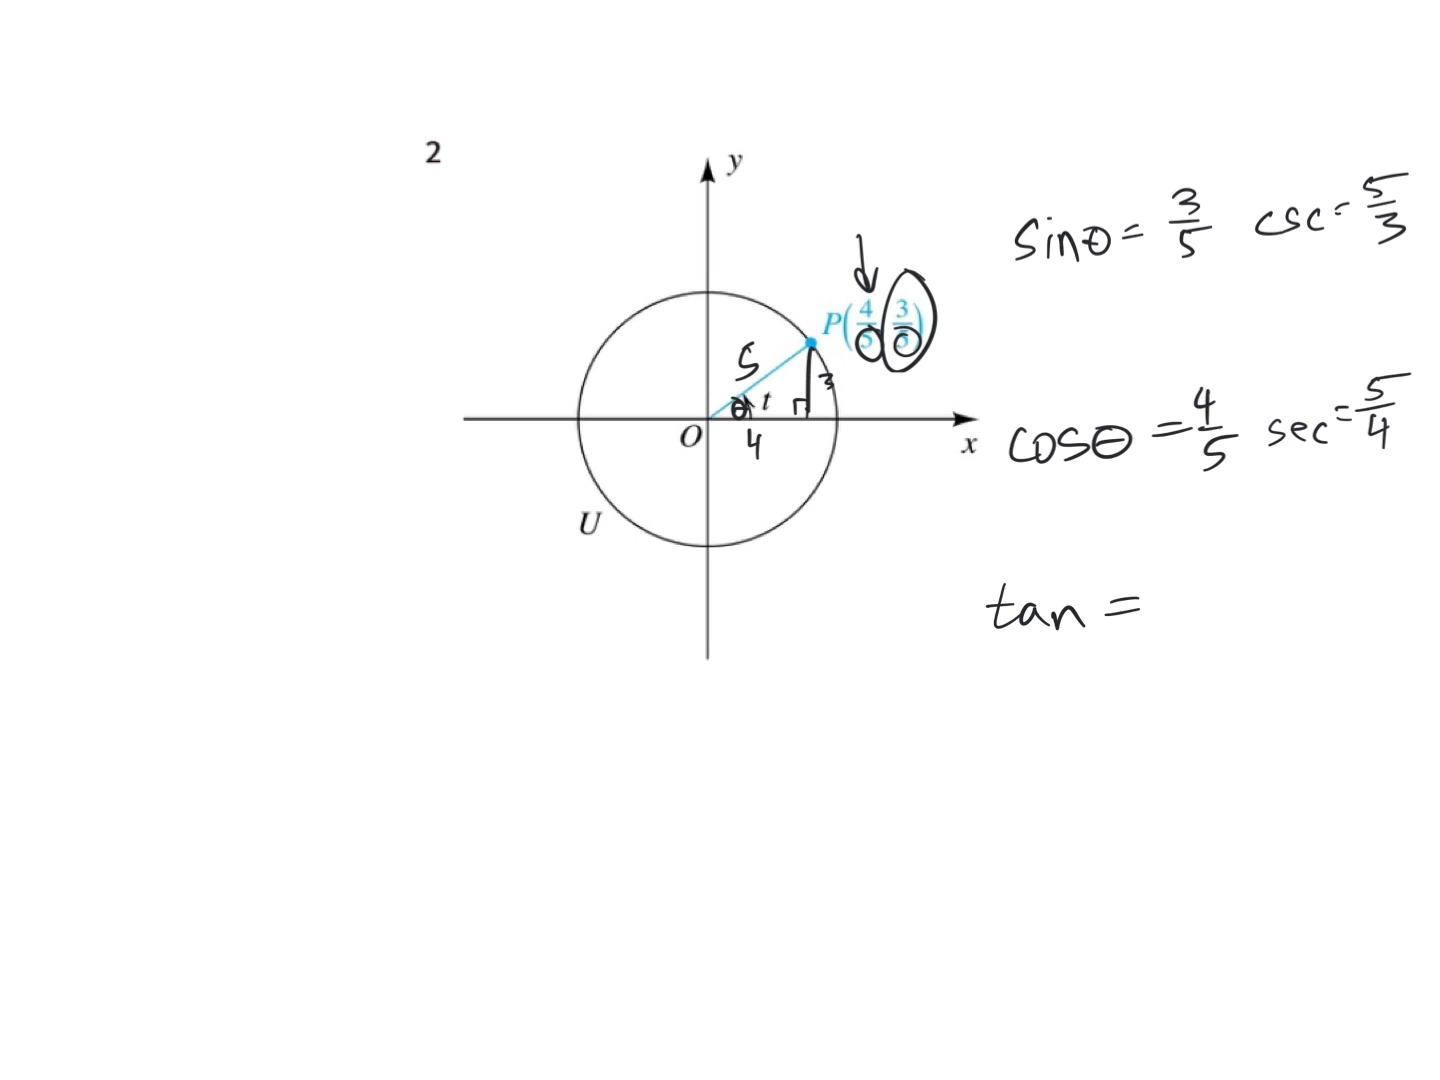 2
y
sinθ = 3/5 csc = 5/3
P(4/5, 3/5)
5
3
θ t
O 4 x
cosθ = 4/5 sec = 5/4
U
tan =